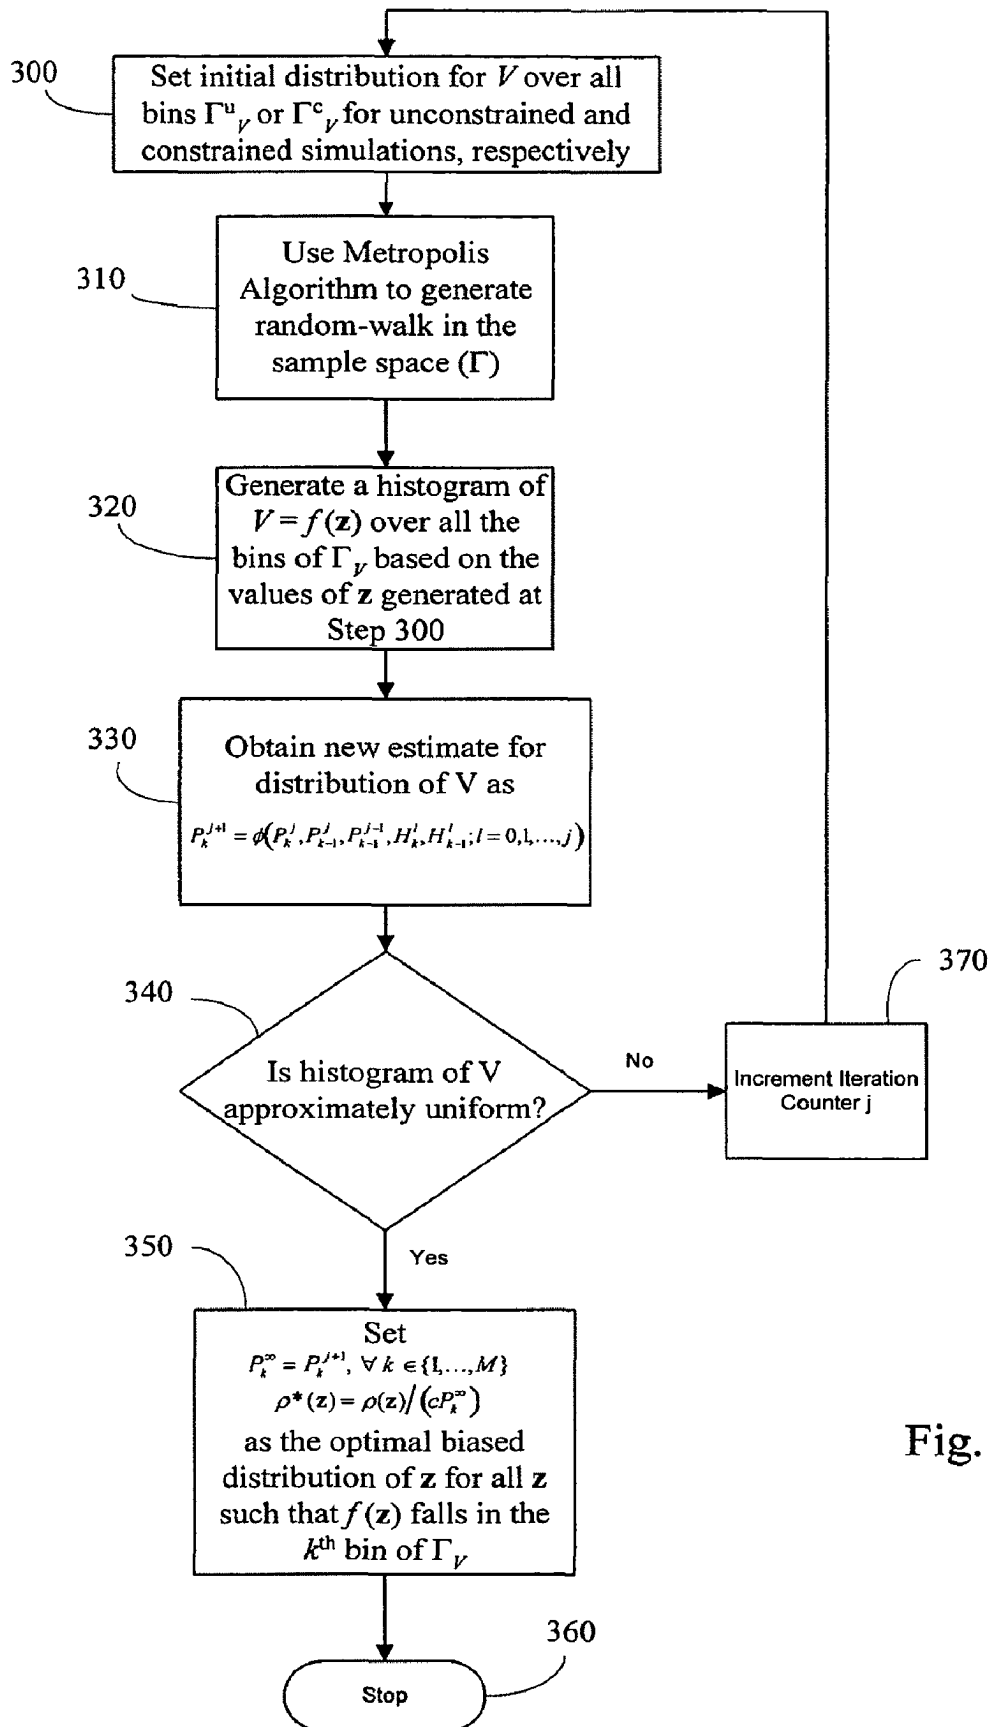 300
Set initial distribution for V over all
bins Γᵘ_V or Γᶜ_V for unconstrained and
constrained simulations, respectively
310
Use Metropolis
Algorithm to generate
random-walk in the
sample space (Γ)
320
Generate a histogram of
V = f(z) over all the
bins of Γ_V based on the
values of z generated at
Step 300
330
Obtain new estimate for
distribution of V as
P_k^{j+1} = ϕ(P_k^j, P_{k-1}^j, P_{k-1}^{j-1}, H_k^l, H_{k-1}^l; l = 0,1,...,j)
340
Is histogram of V
approximately uniform?
No
370
Increment Iteration
Counter j
Yes
350
Set
P_k^∞ = P_k^{j+1}, ∀ k ∈ {1,...,M}
ρ*(z) = ρ(z)/(cP_k^∞)
as the optimal biased
distribution of z for all z
such that f(z) falls in the
k^th bin of Γ_V
Fig.
360
Stop